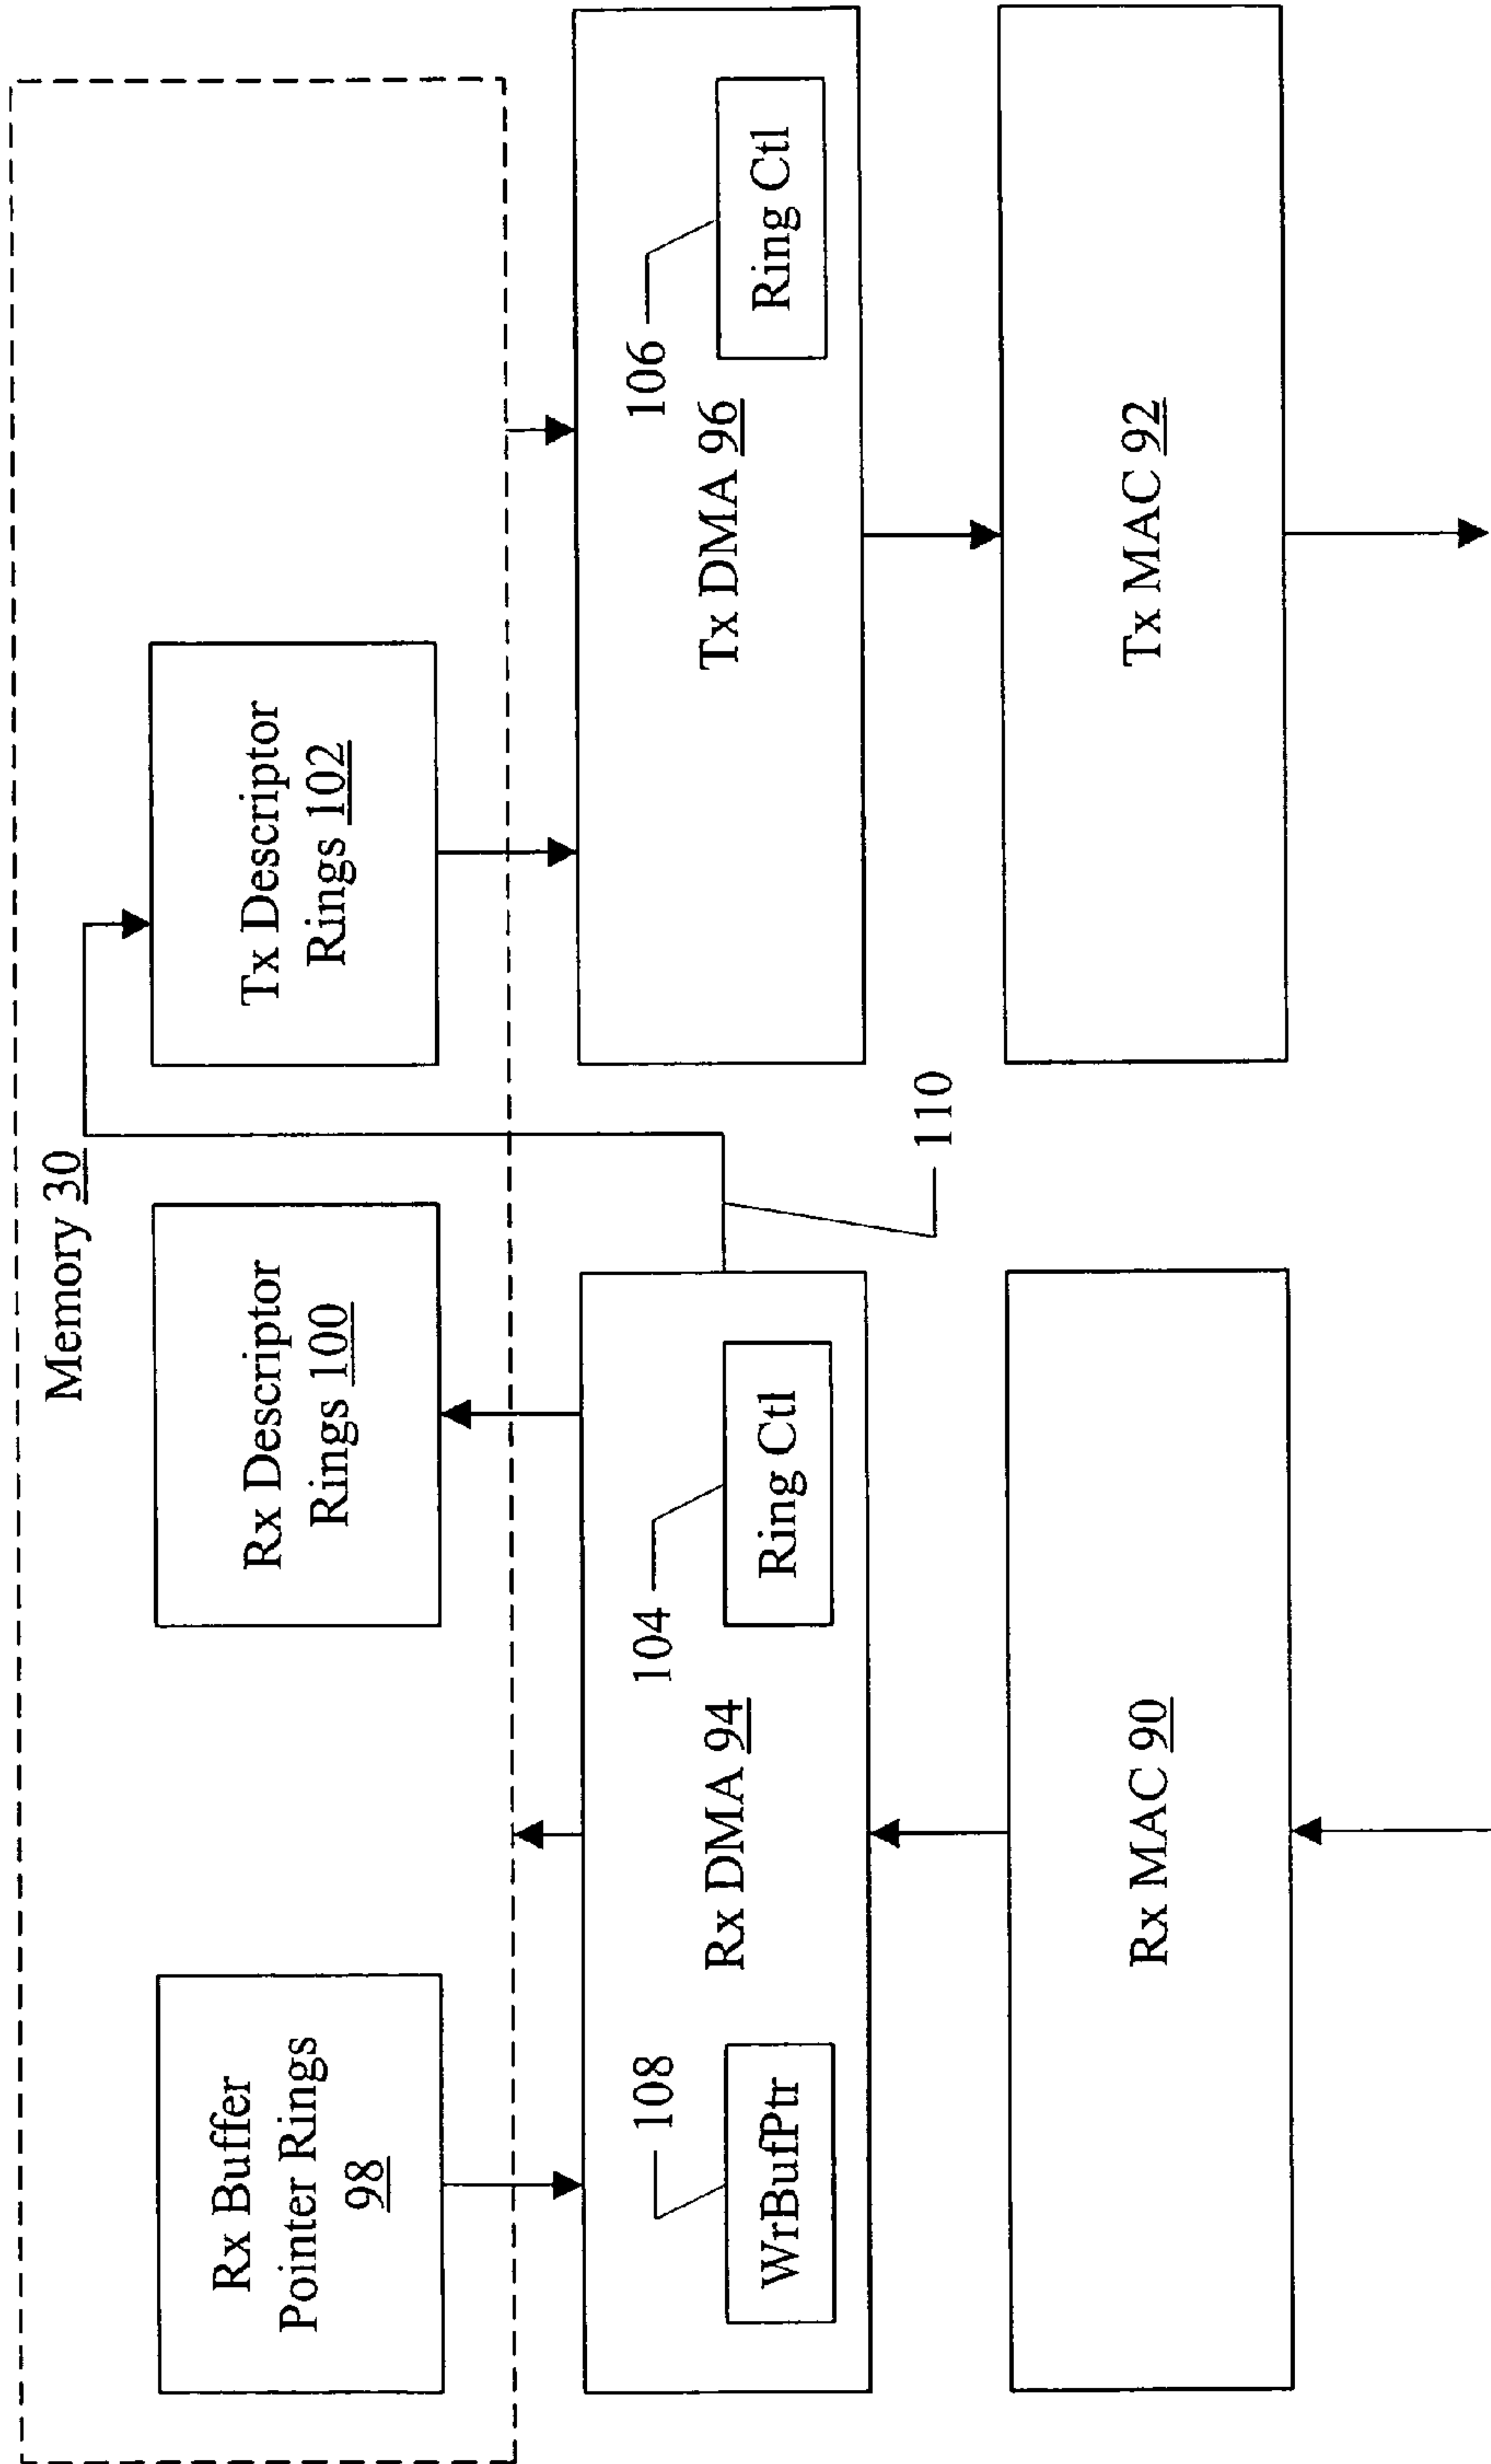 Memory 30
Rx Buffer
Pointer Rings
98
Rx Descriptor
Rings 100
Tx Descriptor
Rings 102
108
104
106
WrBufPtr
Rx DMA 94
Ring Ctl
Tx DMA 96
Ring Ctl
110
Rx MAC 90
Tx MAC 92